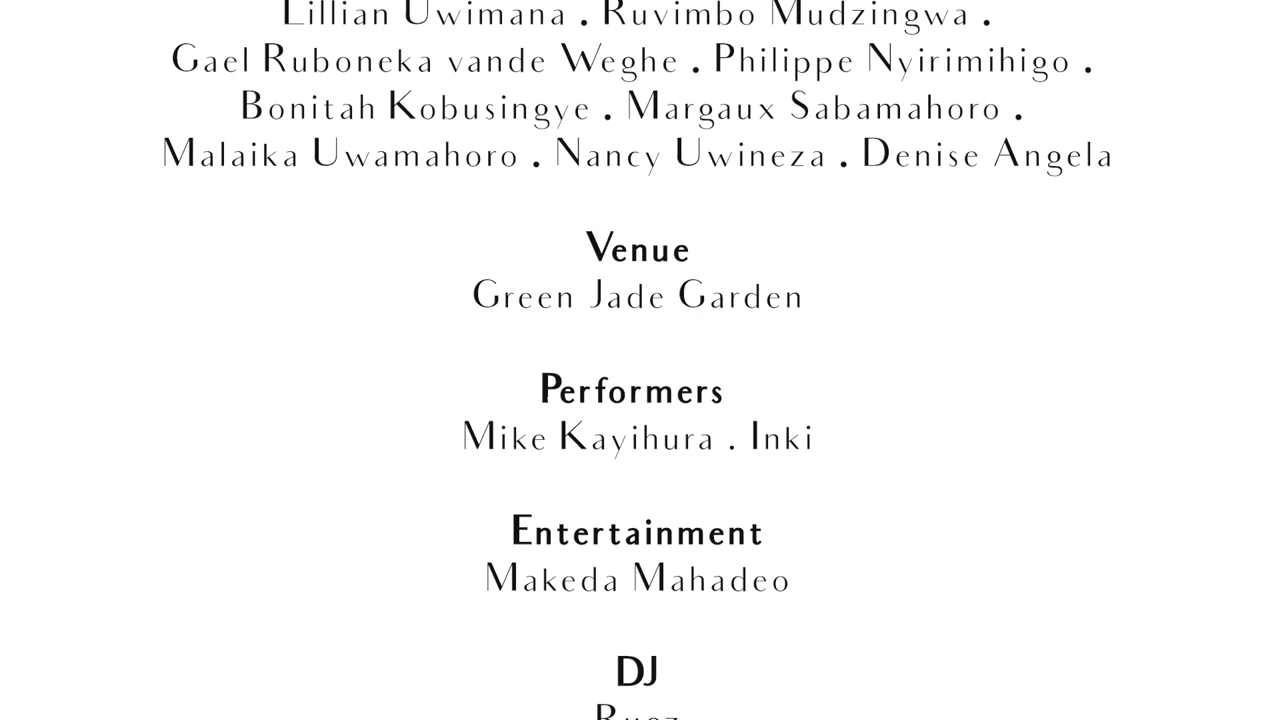 Lillian Uwimana . Ruvimbo Mudzingwa .
Gael Ruboneka vande Weghe . Philippe Nyirimihigo .
Bonitah Kobusingye . Margaux Sabamahoro .
Malaika Uwamahoro . Nancy Uwineza . Denise Angela
Venue
Green Jade Garden
Performers
Mike Kayihura . Inki
Entertainment
Makeda Mahadeo
DJ